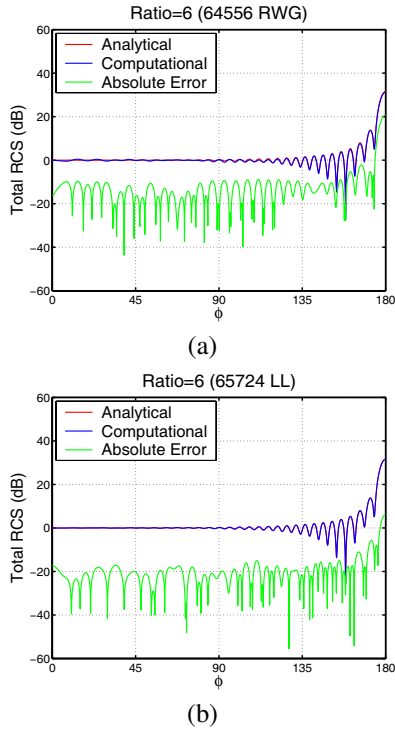 Ratio=6 (64556 RWG)
Analytical
Computational
Absolute Error
Total RCS (dB)
60
40
20
0
−20
−40
−60
0
45
90
135
180
ϕ
(a)
Ratio=6 (65724 LL)
Analytical
Computational
Absolute Error
Total RCS (dB)
60
40
20
0
−20
−40
−60
0
45
90
135
180
ϕ
(b)